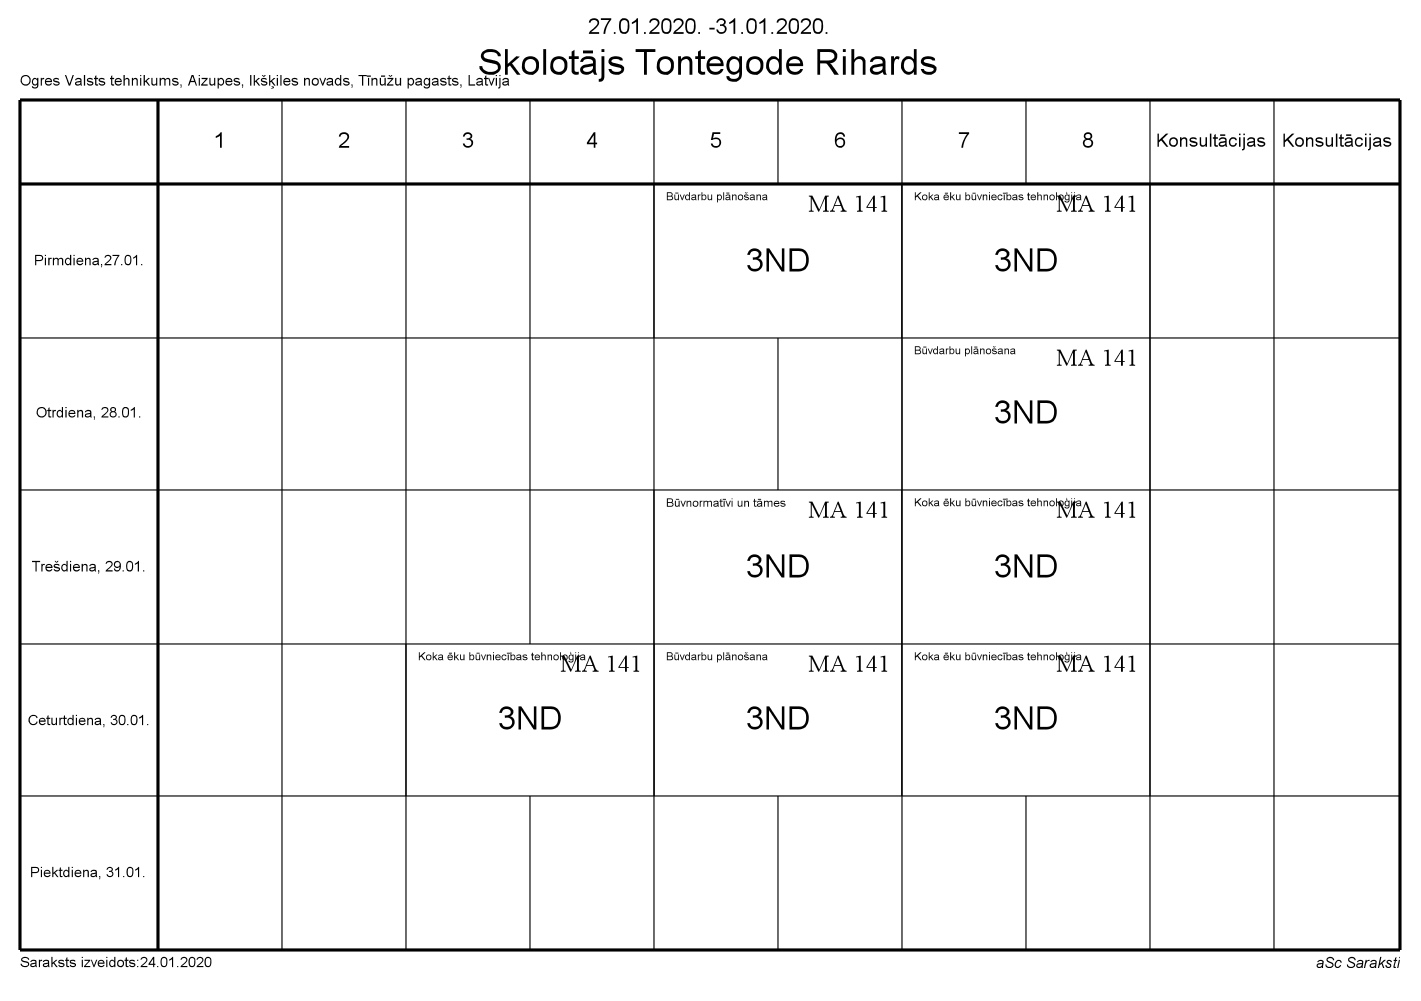 27.01.2020. -31.01.2020.
Skolotājs Tontegode Rihards
Ogres Valsts tehnikums, Aizupes, Ikšķiles novads, Tīnūžu pagasts, Latvija
1 2 3 4 5 6 7 8 Konsultācijas Konsultācijas
Pirmdiena,27.01.
Būvdarbu plānošana MA 141
3ND
Koka ēku būvniecības tehnoloģija MA 141
3ND
Otrdiena, 28.01.
Būvdarbu plānošana MA 141
3ND
Trešdiena, 29.01.
Būvnormatīvi un tāmes MA 141
3ND
Koka ēku būvniecības tehnoloģija MA 141
3ND
Ceturtdiena, 30.01.
Koka ēku būvniecības tehnoloģija MA 141
3ND
Būvdarbu plānošana MA 141
3ND
Koka ēku būvniecības tehnoloģija MA 141
3ND
Piektdiena, 31.01.
Saraksts izveidots:24.01.2020
aSc Saraksti